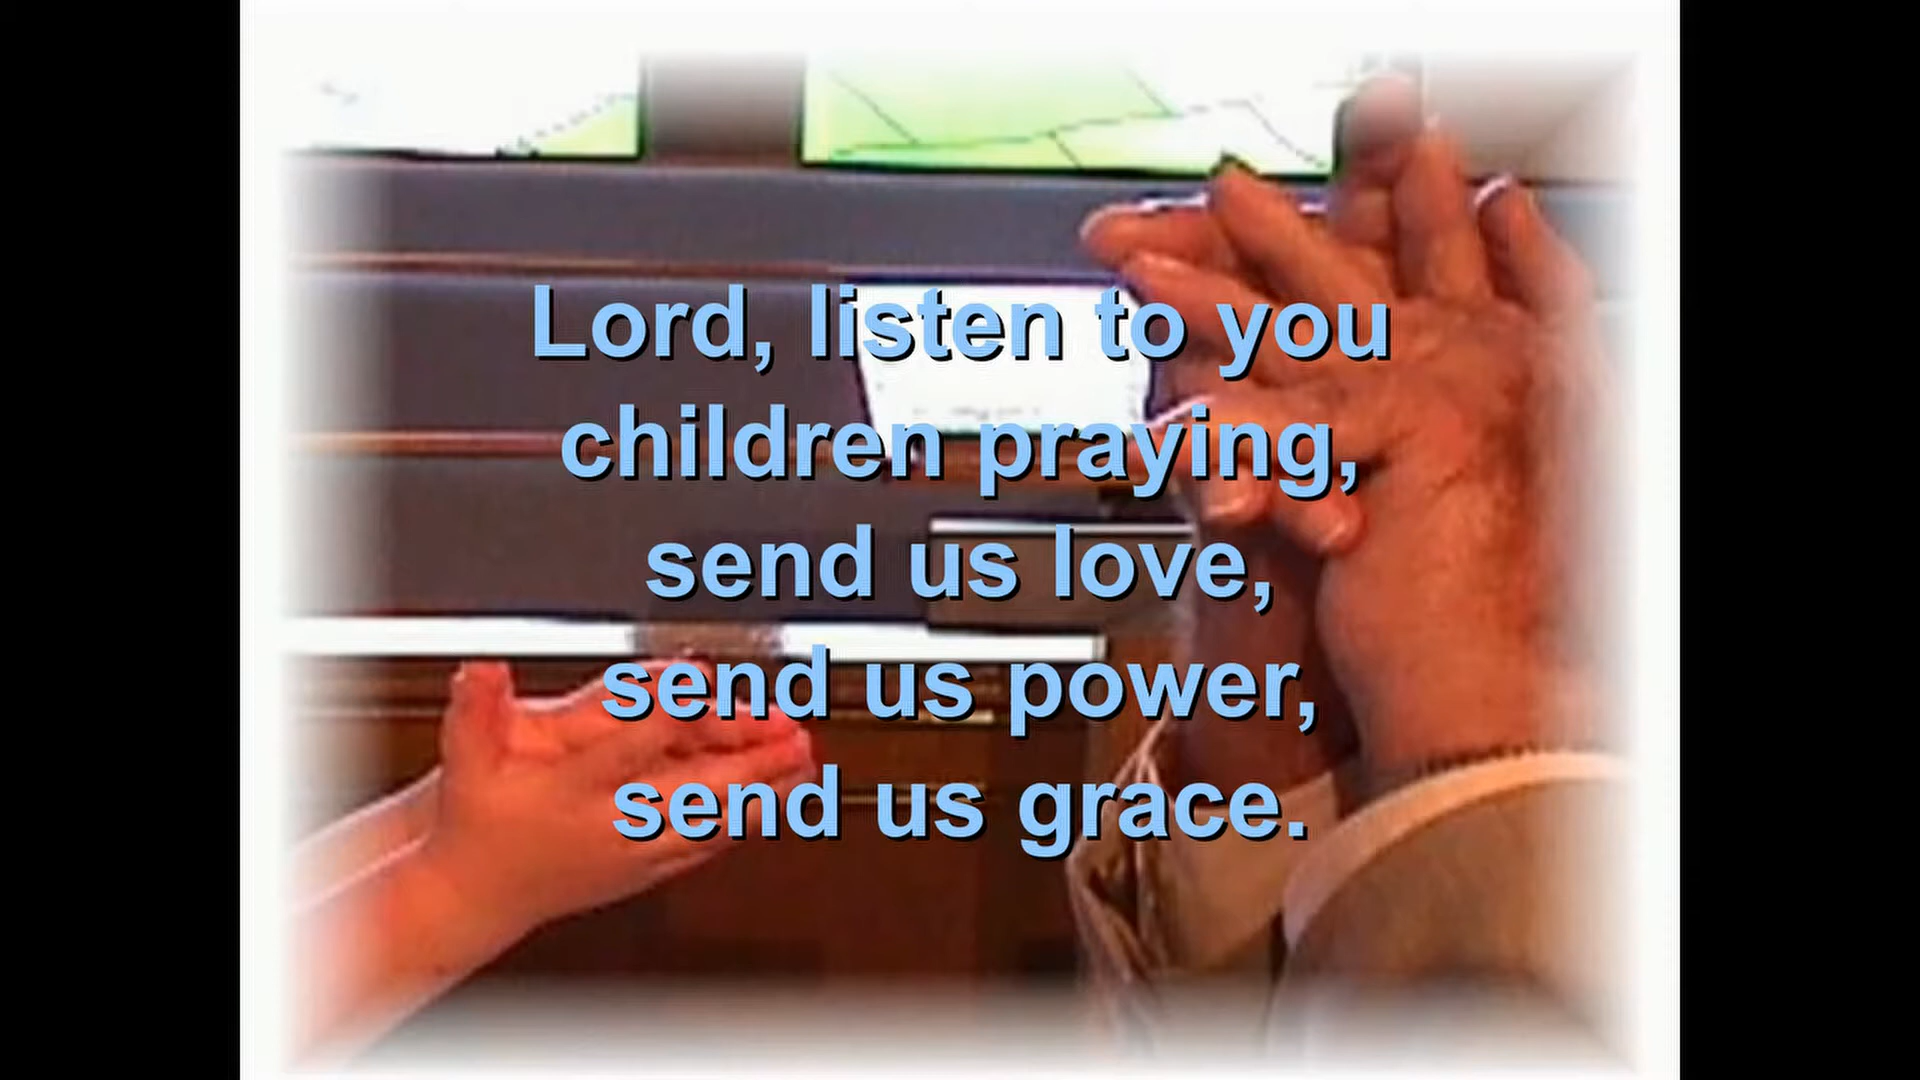 Lord, listen to you
children praying,
send us love,
send us power,
send us grace.